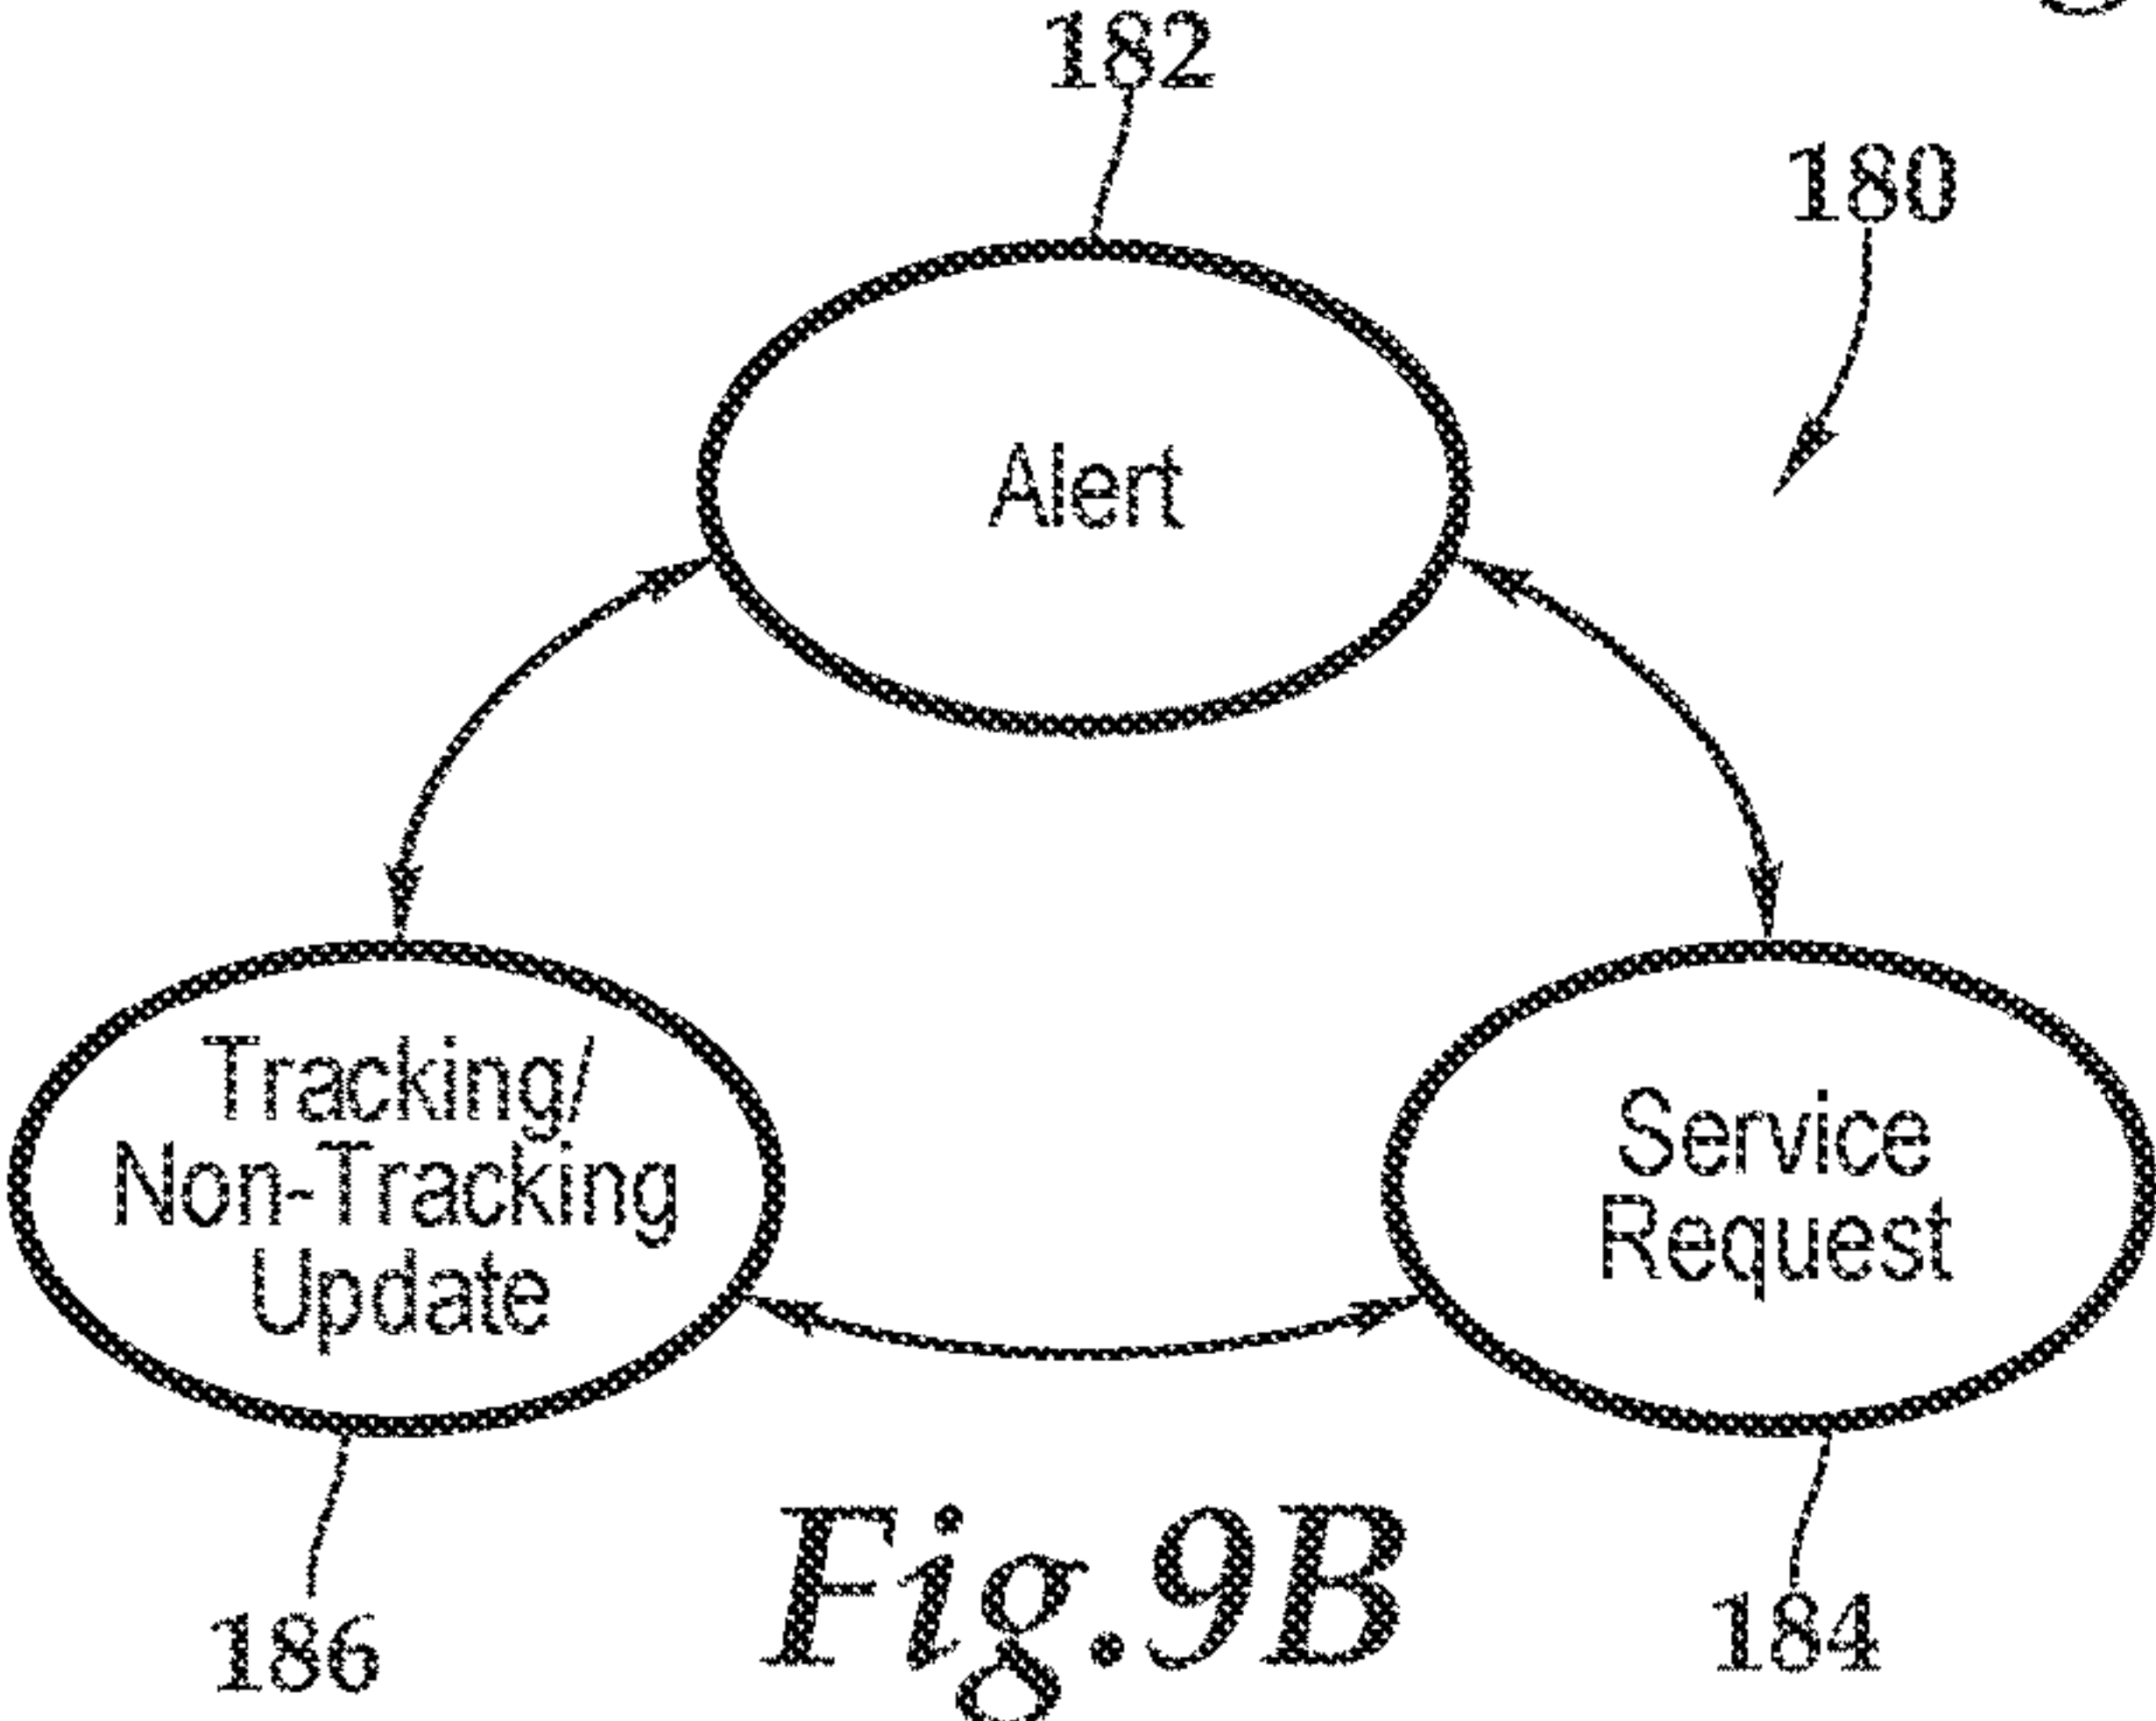 182
180
Alert
Tracking/
Non-Tracking
Update
Service
Request
186
Fig.9B
184